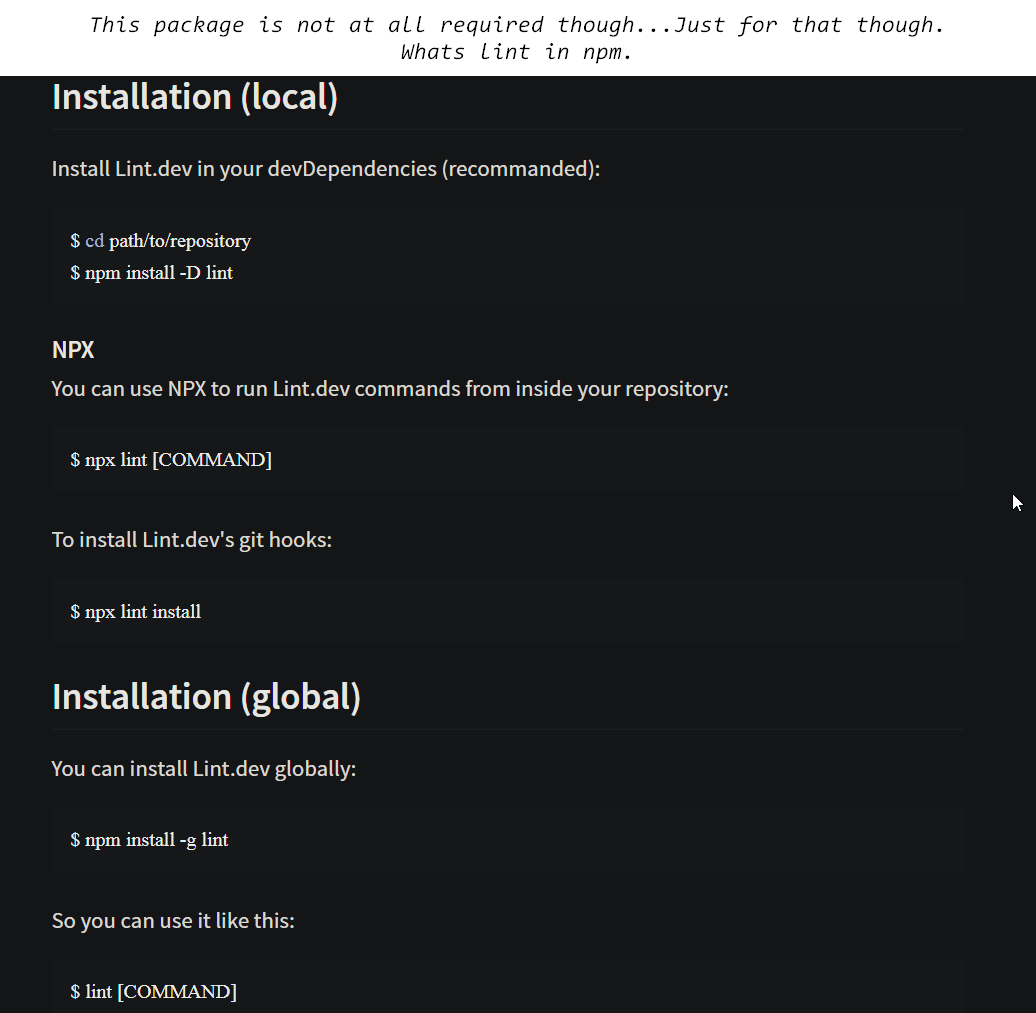 This package is not at all required though...Just for that though.
Whats lint in npm.
Installation (local)
Install Lint.dev in your devDependencies (recommanded):
$ cd path/to/repository
$ npm install -D lint
NPX
You can use NPX to run Lint.dev commands from inside your repository:
$ npx lint [COMMAND]
To install Lint.dev's git hooks:
$ npx lint install
Installation (global)
You can install Lint.dev globally:
$ npm install -g lint
So you can use it like this:
$ lint [COMMAND]